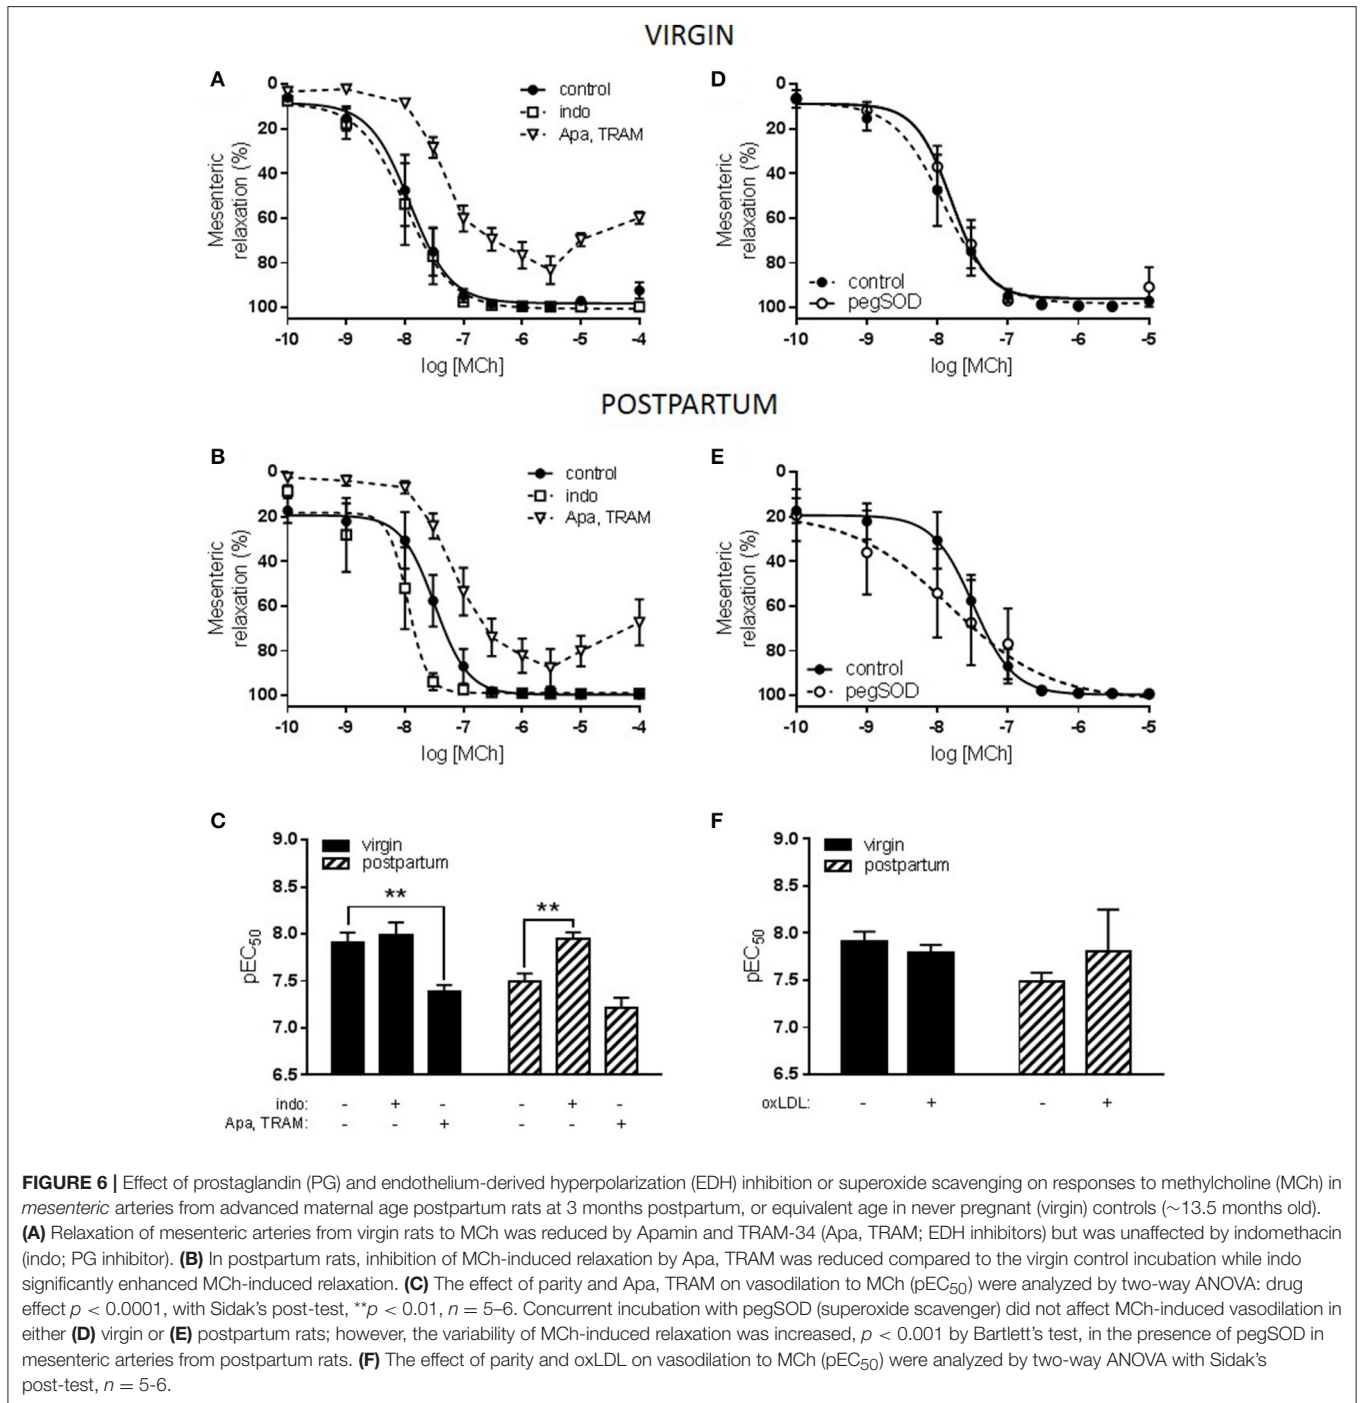 VIRGIN
A
0
20
40
60
80
100
Mesenteric
relaxation (%)
control
indo
Apa, TRAM
-10
-9
-8
-7
-6
-5
-4
log [MCh]
D
0
20
40
60
80
100
Mesenteric
relaxation (%)
control
pegSOD
-10
-9
-8
-7
-6
-5
log [MCh]
POSTPARTUM
B
0
20
40
60
80
100
Mesenteric
relaxation (%)
control
indo
Apa, TRAM
-10
-9
-8
-7
-6
-5
-4
log [MCh]
E
0
20
40
60
80
100
Mesenteric
relaxation (%)
control
pegSOD
-10
-9
-8
-7
-6
-5
log [MCh]
C
9.0
8.5
8.0
7.5
7.0
6.5
pEC50
virgin
postpartum
**
**
indo: - + - - + -
Apa, TRAM: - - + - - +
F
9.0
8.5
8.0
7.5
7.0
6.5
pEC50
virgin
postpartum
oxLDL: - + - +
FIGURE 6 | Effect of prostaglandin (PG) and endothelium-derived hyperpolarization (EDH) inhibition or superoxide scavenging on responses to methylcholine (MCh) in
mesenteric arteries from advanced maternal age postpartum rats at 3 months postpartum, or equivalent age in never pregnant (virgin) controls (~13.5 months old).
(A) Relaxation of mesenteric arteries from virgin rats to MCh was reduced by Apamin and TRAM-34 (Apa, TRAM; EDH inhibitors) but was unaffected by indomethacin
(indo; PG inhibitor). (B) In postpartum rats, inhibition of MCh-induced relaxation by Apa, TRAM was reduced compared to the virgin control incubation while indo
significantly enhanced MCh-induced relaxation. (C) The effect of parity and Apa, TRAM on vasodilation to MCh (pEC50) were analyzed by two-way ANOVA: drug
effect p < 0.0001, with Sidak's post-test, **p < 0.01, n = 5–6. Concurrent incubation with pegSOD (superoxide scavenger) did not affect MCh-induced vasodilation in
either (D) virgin or (E) postpartum rats; however, the variability of MCh-induced relaxation was increased, p < 0.001 by Bartlett's test, in the presence of pegSOD in
mesenteric arteries from postpartum rats. (F) The effect of parity and oxLDL on vasodilation to MCh (pEC50) were analyzed by two-way ANOVA with Sidak's
post-test, n = 5-6.